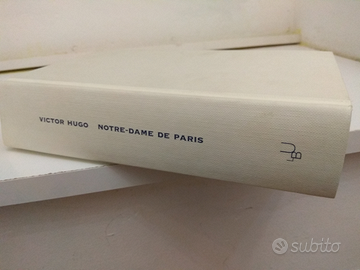 VICTOR HUGO NOTRE-DAME DE PARIS
subito